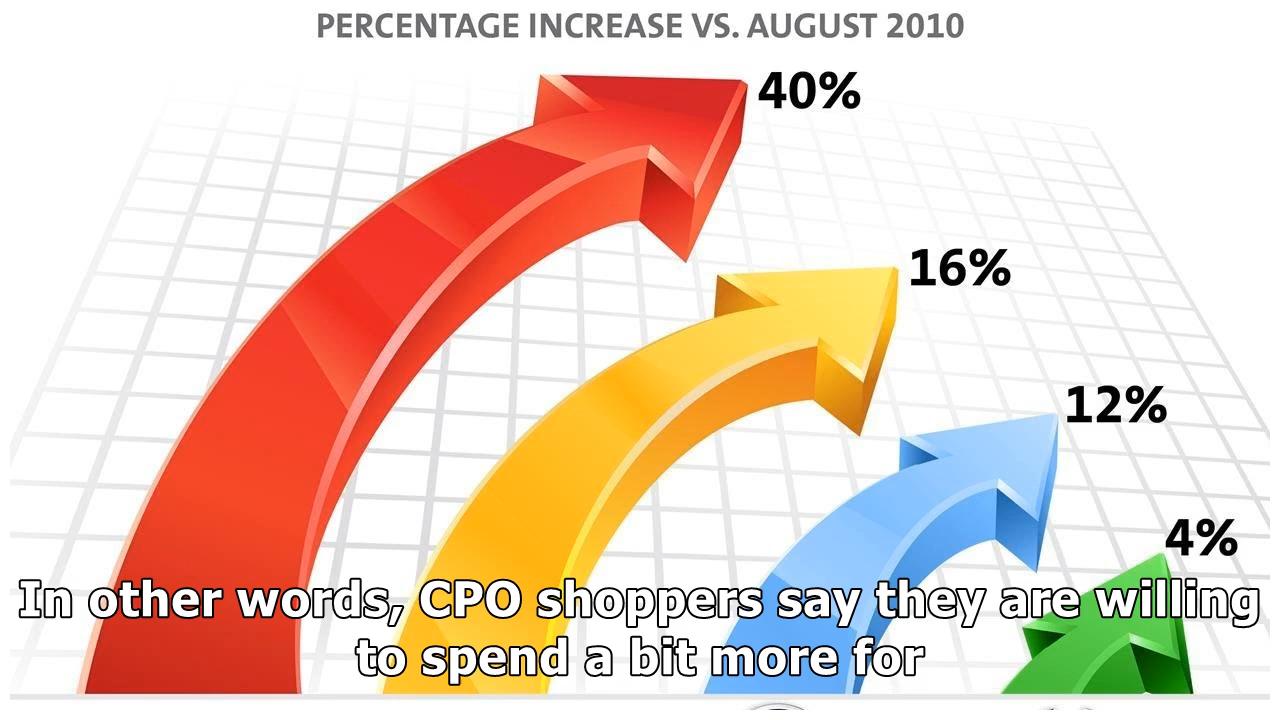 PERCENTAGE INCREASE VS. AUGUST 2010
40%
16%
12%
4%
In other words, CPO shoppers say they are willing
to spend a bit more for